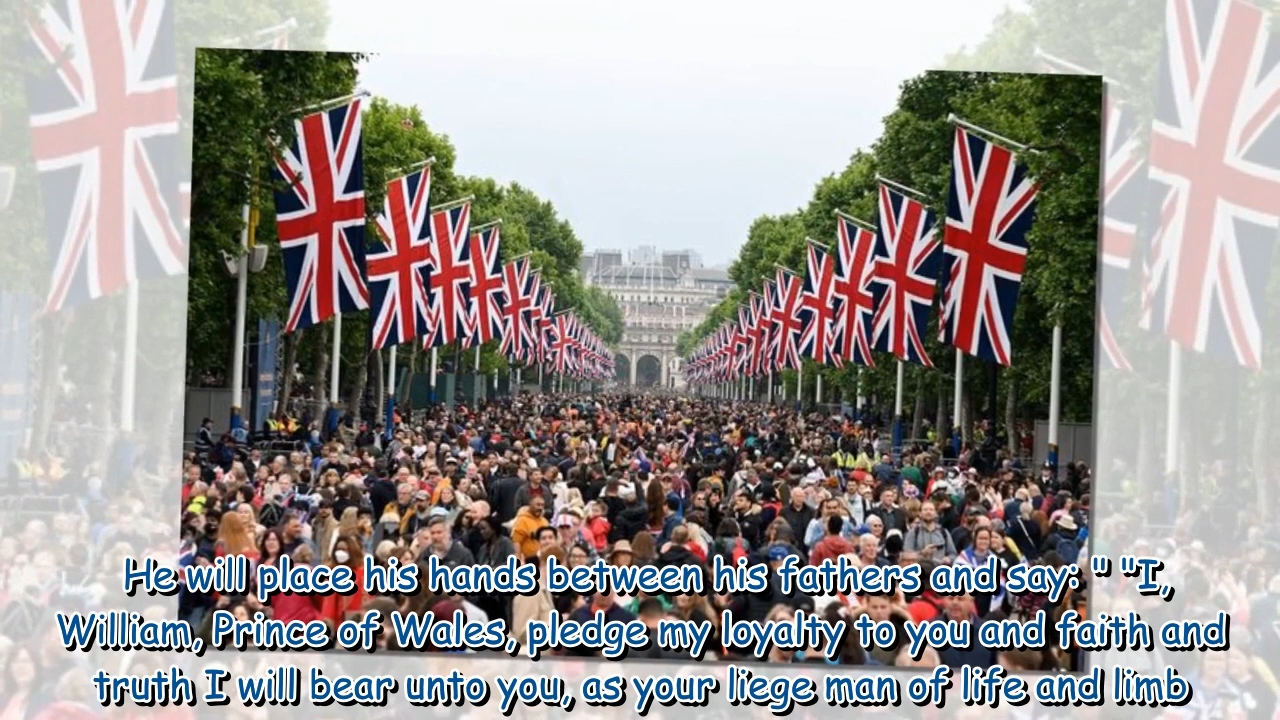 He will place his hands between his fathers and say: " "I,
William, Prince of Wales, pledge my loyalty to you and faith and
truth I will bear unto you, as your liege man of life and limb